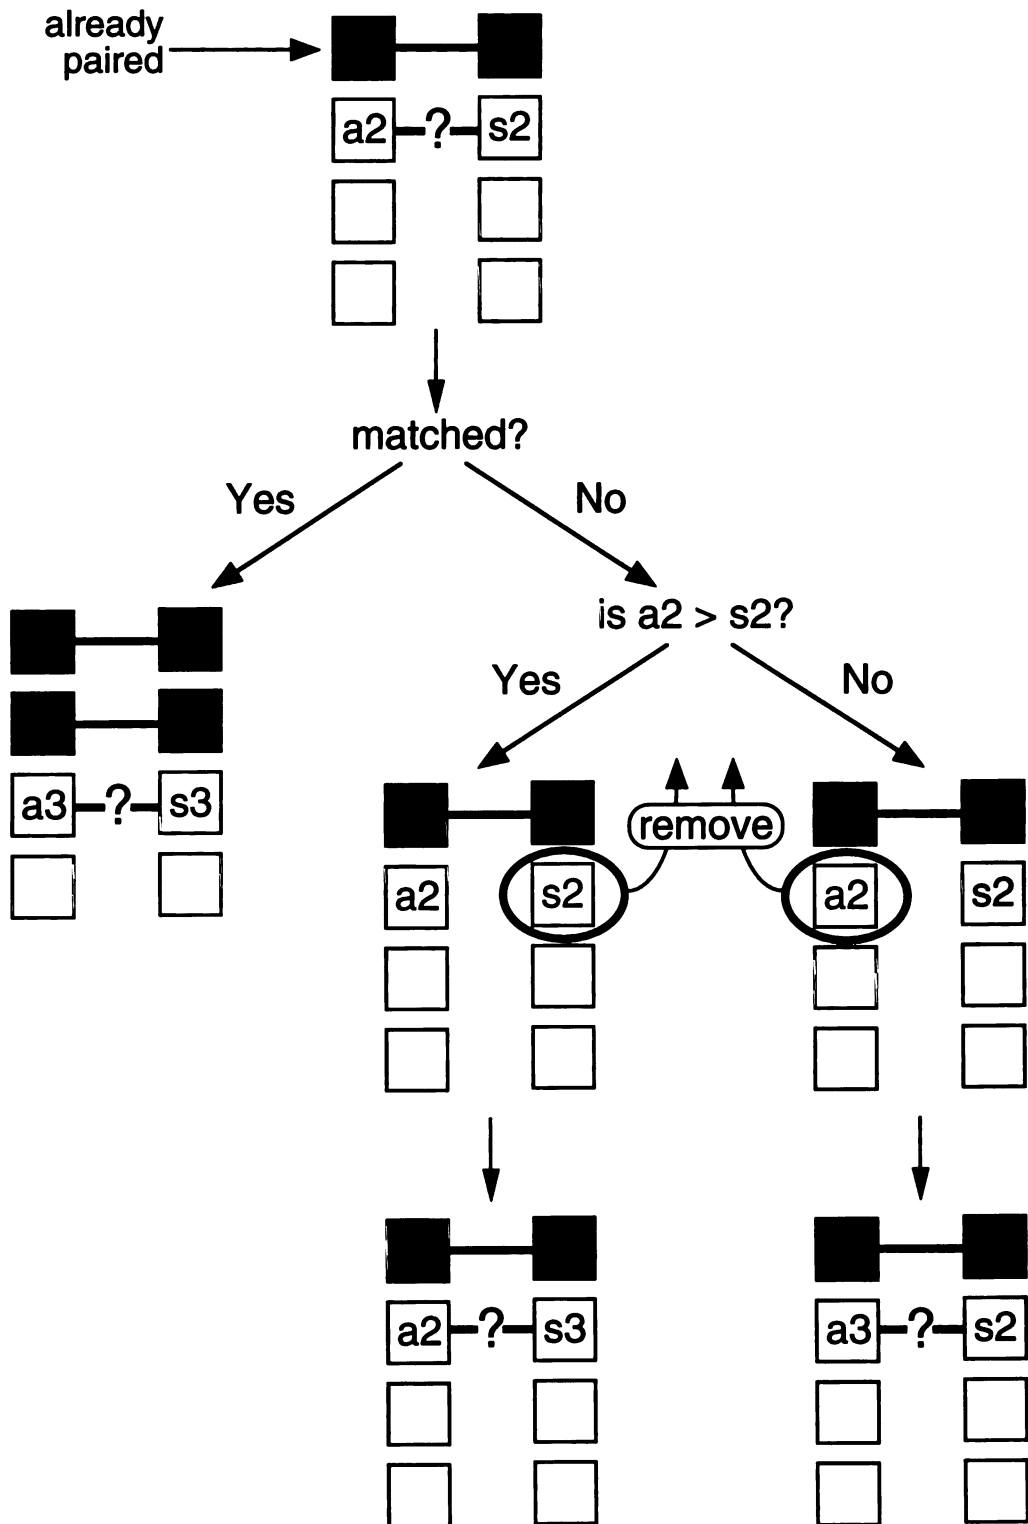 already
paired
a2 ? s2
matched?
Yes No
is a2 > s2?
Yes No
a3 ? s3
remove
a2 s2 a2 s2
a2 ? s3 a3 ? s2